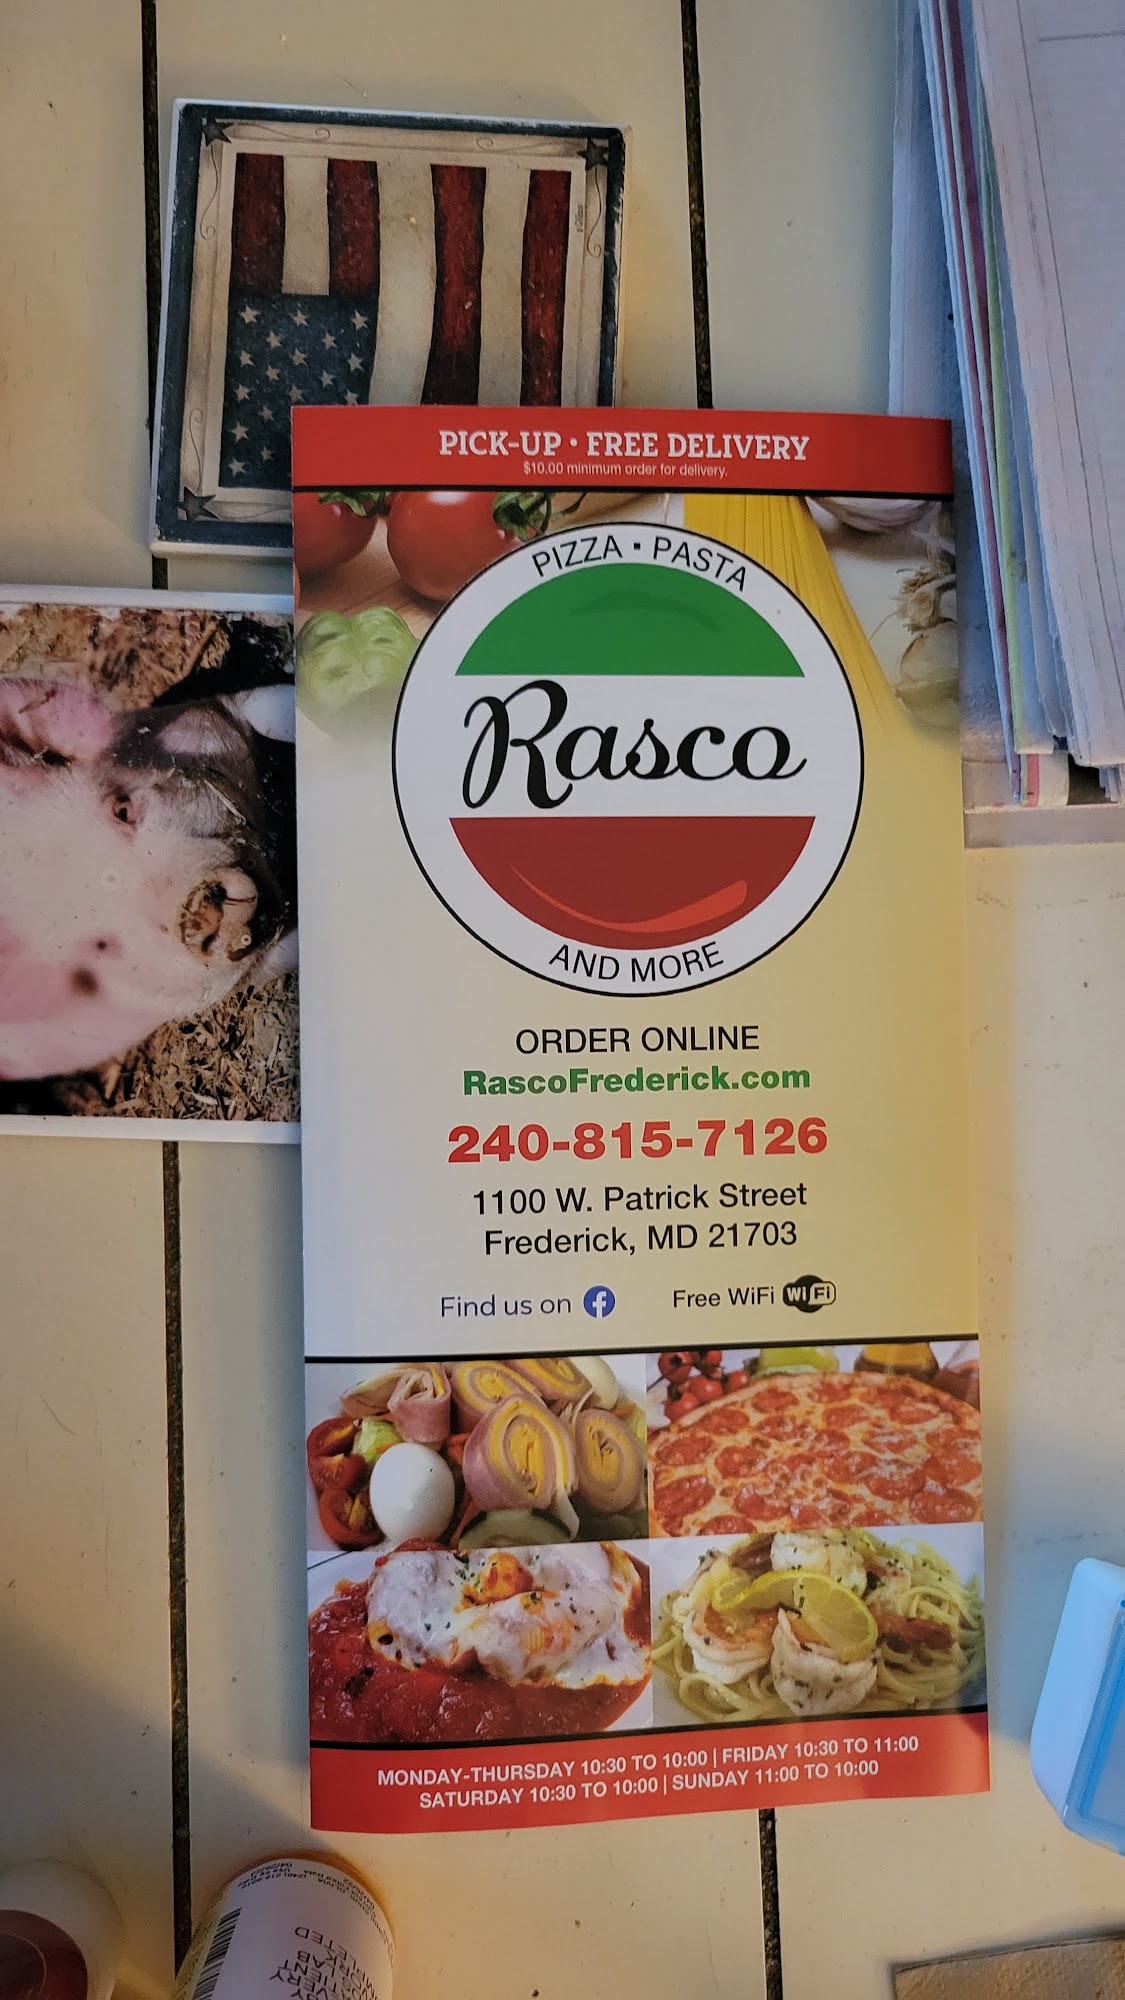 PICK-UP • FREE DELIVERY
$10.00 minimum order for delivery.
PIZZA ▪ PASTA
Rasco
AND MORE
ORDER ONLINE
RascoFrederick.com
240-815-7126
1100 W. Patrick Street
Frederick, MD 21703
Find us on f
Free WiFi WiFi
MONDAY-THURSDAY 10:30 TO 10:00 | FRIDAY 10:30 TO 11:00
SATURDAY 10:30 TO 10:00 | SUNDAY 11:00 TO 10:00